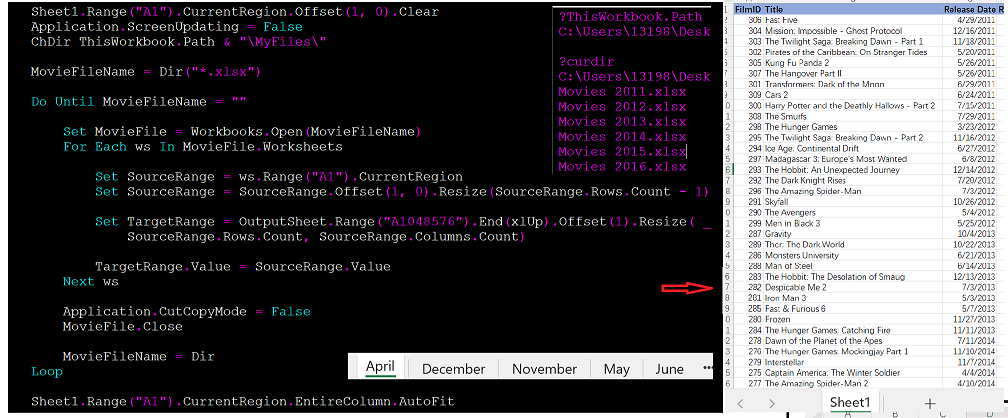 Sheet1.Range("A1").CurrentRegion.Offset(1, 0).Clear
Application.ScreenUpdating = False
ChDir ThisWorkbook.Path & "\MyFiles\"
MovieFileName = Dir("*.xlsx")
Do Until MovieFileName = ""
Set MovieFile = Workbooks.Open(MovieFileName)
For Each ws In MovieFile.Worksheets
Set SourceRange = ws.Range("A1").CurrentRegion
Set SourceRange = SourceRange.Offset(1, 0).Resize(SourceRange.Rows.Count - 1)
Set TargetRange = OutputSheet.Range("A1048576").End(xlUp).Offset(1).Resize( _
SourceRange.Rows.Count, SourceRange.Columns.Count)
TargetRange.Value = SourceRange.Value
Next ws
Application.CutCopyMode = False
MovieFile.Close
MovieFileName = Dir
Loop
Sheet1.Range("A1").CurrentRegion.EntireColumn.AutoFit
?ThisWorkbook.Path
C:\Users\13198\Desk
?curdir
C:\Users\13198\Desk
Movies 2011.xlsx
Movies 2012.xlsx
Movies 2013.xlsx
Movies 2014.xlsx
Movies 2015.xlsx
Movies 2016.xlsx
April December November May June ...
FilmID Title Release Date R
306 Fast Five 4/29/2011
304 Mission: Impossible - Ghost Protocol 12/16/2011
303 The Twilight Saga: Breaking Dawn - Part 1 11/18/2011
302 Pirates of the Caribbean: On Stranger Tides 5/20/2011
305 Kung Fu Panda 2 5/26/2011
307 The Hangover Part II 5/26/2011
301 Transformers: Dark of the Moon 6/29/2011
309 Cars 2 6/24/2011
300 Harry Potter and the Deathly Hallows - Part 2 7/15/2011
308 The Smurfs 7/29/2011
298 The Hunger Games 3/23/2012
295 The Twilight Saga: Breaking Dawn - Part 2 11/16/2012
294 Ice Age: Continental Drift 6/27/2012
297 Madagascar 3: Europe's Most Wanted 6/8/2012
293 The Hobbit: An Unexpected Journey 12/14/2012
292 The Dark Knight Rises 7/20/2012
296 The Amazing Spider-Man 7/3/2012
291 Skyfall 10/26/2012
290 The Avengers 5/4/2012
299 Men in Black 3 5/25/2012
287 Gravity 10/4/2013
289 Thor: The Dark World 10/22/2013
286 Monsters University 6/21/2013
288 Man of Steel 6/14/2013
283 The Hobbit: The Desolation of Smaug 12/13/2013
282 Despicable Me 2 7/3/2013
281 Iron Man 3 5/3/2013
285 Fast & Furious 6 5/7/2013
280 Frozen 11/27/2013
284 The Hunger Games: Catching Fire 11/11/2013
278 Dawn of the Planet of the Apes 7/11/2014
276 The Hunger Games: Mockingjay Part 1 11/10/2014
279 Interstellar 11/7/2014
275 Captain America: The Winter Soldier 4/4/2014
277 The Amazing Spider-Man 2 4/10/2014
Sheet1
A B C D